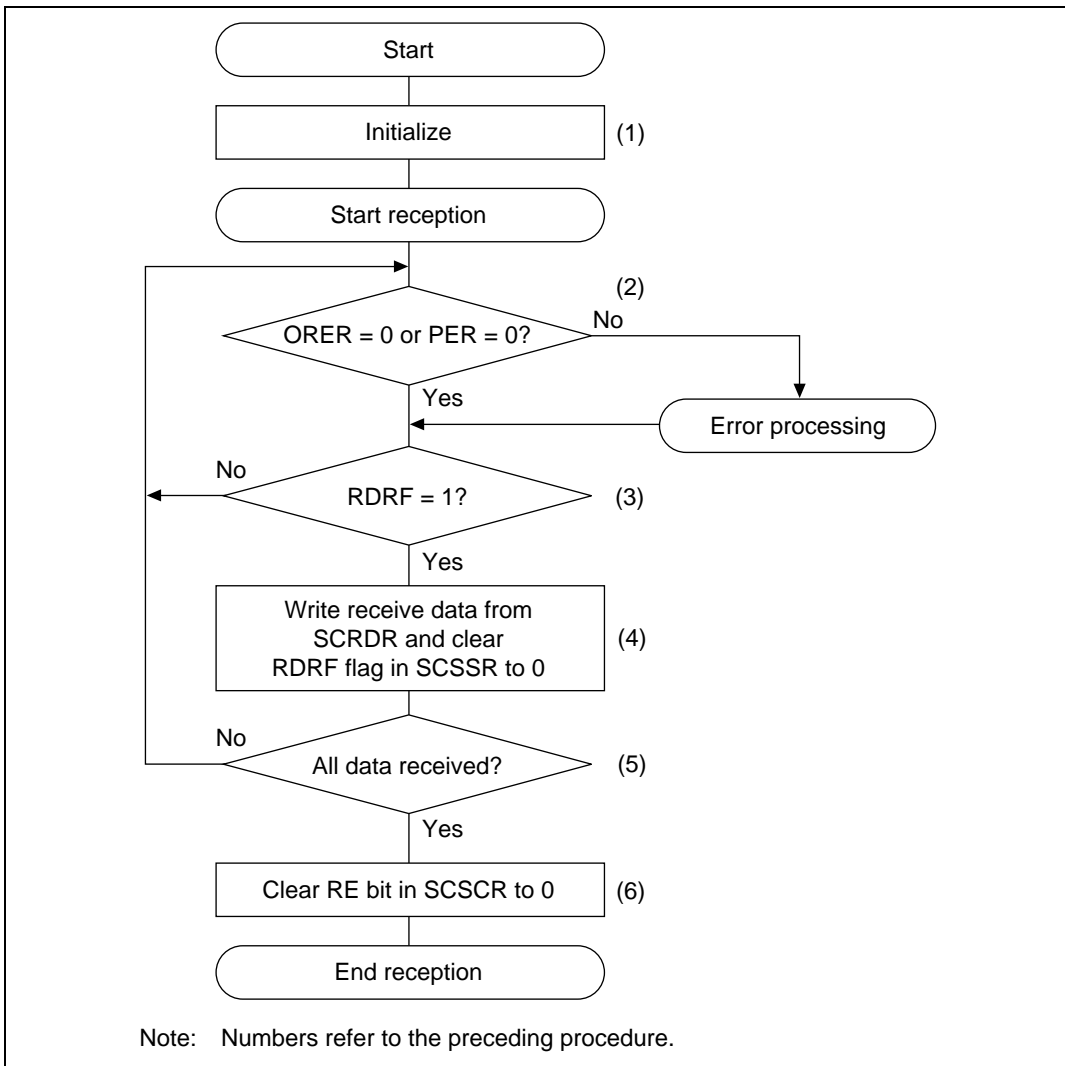 Start
Initialize
(1)
Start reception
(2)
ORER = 0 or PER = 0?
No
Yes
Error processing
No
RDRF = 1?
(3)
Yes
Write receive data from
SCRDR and clear
RDRF flag in SCSSR to 0
(4)
No
All data received?
(5)
Yes
Clear RE bit in SCSCR to 0
(6)
End reception
Note: Numbers refer to the preceding procedure.